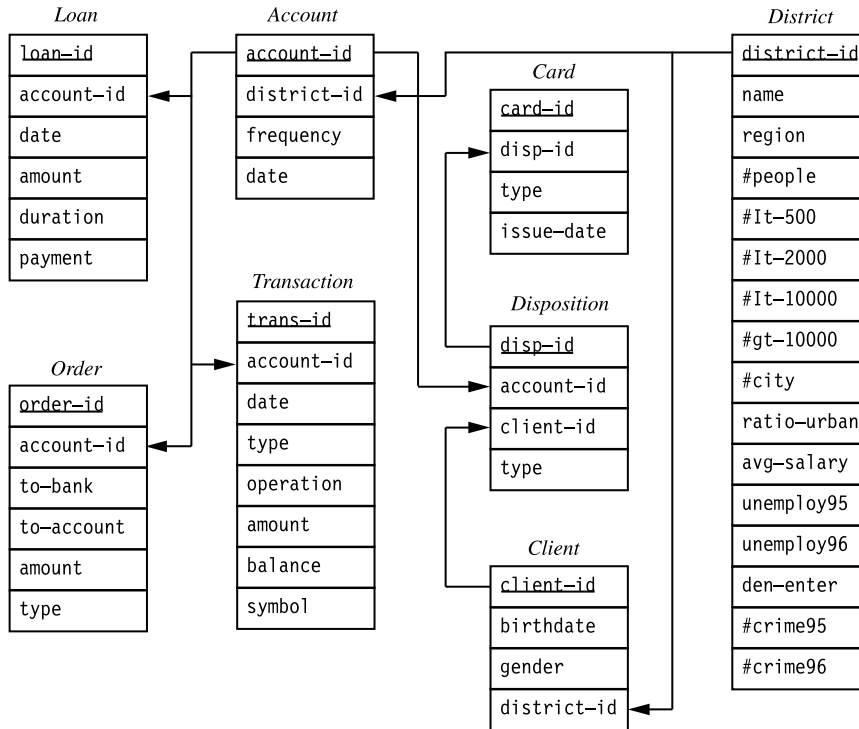 Loan
loan–id
account–id
date
amount
duration
payment
Account
account–id
district–id
frequency
date
Card
card–id
disp–id
type
issue–date
District
district–id
name
region
#people
#It–500
#It–2000
#It–10000
#gt–10000
#city
ratio–urban
avg–salary
unemploy95
unemploy96
den–enter
#crime95
#crime96
Order
order–id
account–id
to–bank
to–account
amount
type
Transaction
trans–id
account–id
date
type
operation
amount
balance
symbol
Disposition
disp–id
account–id
client–id
type
Client
client–id
birthdate
gender
district–id